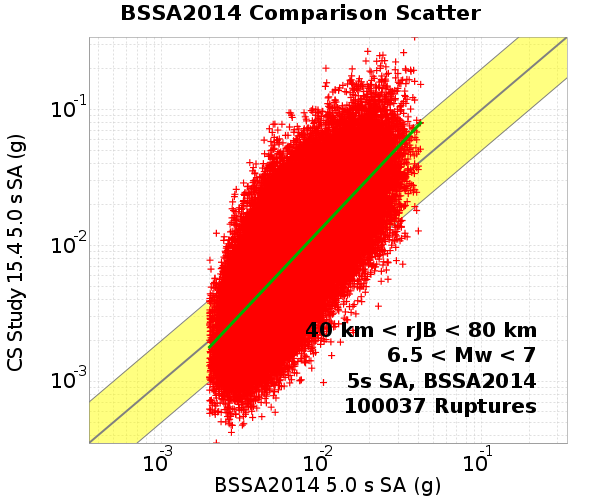 BSSA2014 Comparison Scatter
CS Study 15.4 5.0 s SA (g)
10-1
10-2
10-3
40 km < rJB < 80 km
6.5 < Mw < 7
5s SA, BSSA2014
100037 Ruptures
10-3 10-2 10-1
BSSA2014 5.0 s SA (g)